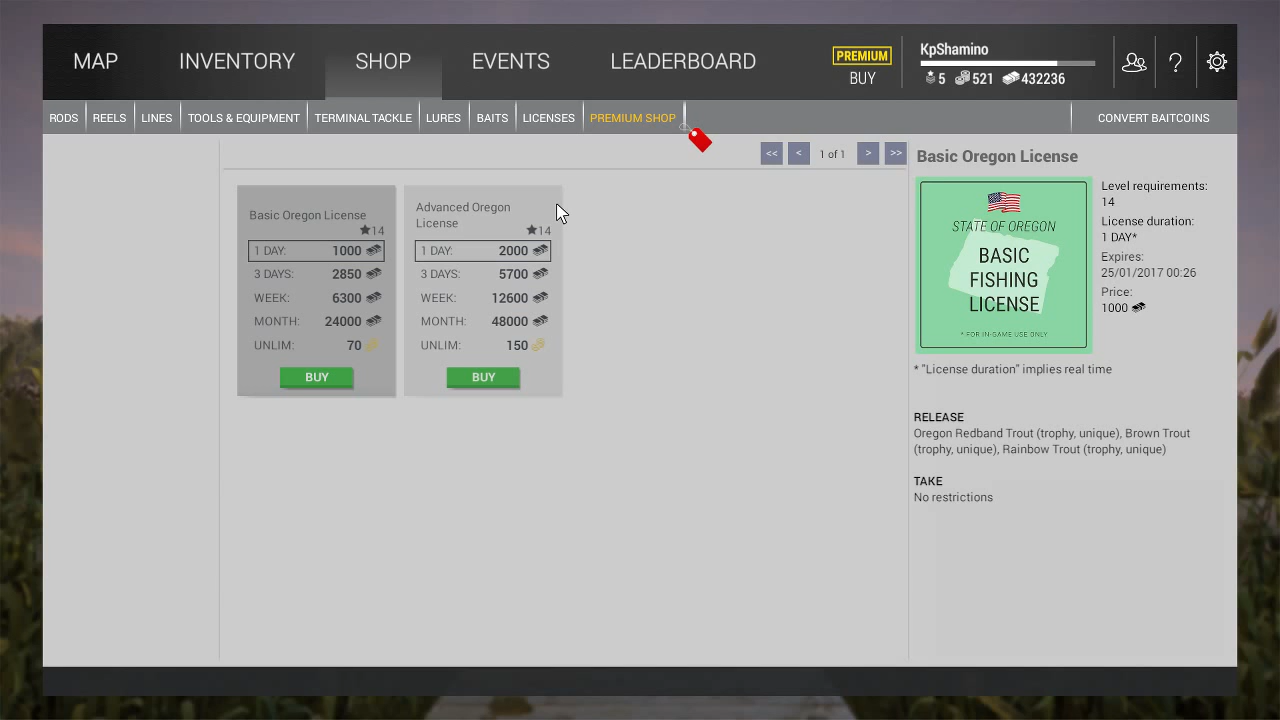 MAP INVENTORY SHOP EVENTS LEADERBOARD PREMIUM BUY KpShamino
5 521 432236
RODS REELS LINES TOOLS & EQUIPMENT TERMINAL TACKLE LURES BAITS LICENSES PREMIUM SHOP CONVERT BAITCOINS
<< < 1 of 1 > >>
Basic Oregon License
14
1 DAY: 1000
3 DAYS: 2850
WEEK: 6300
MONTH: 24000
UNLIM: 70
BUY
Advanced Oregon
License
14
1 DAY: 2000
3 DAYS: 5700
WEEK: 12600
MONTH: 48000
UNLIM: 150
BUY
Basic Oregon License
STATE OF OREGON
BASIC
FISHING
LICENSE
* FOR IN-GAME USE ONLY
Level requirements:
14
License duration:
1 DAY*
Expires:
25/01/2017 00:26
Price:
1000
* "License duration" implies real time
RELEASE
Oregon Redband Trout (trophy, unique), Brown Trout
(trophy, unique), Rainbow Trout (trophy, unique)
TAKE
No restrictions